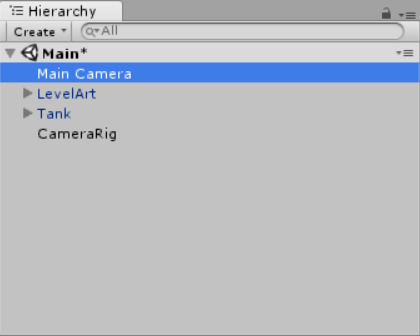 Hierarchy
Create All
Main*
Main Camera
LevelArt
Tank
CameraRig